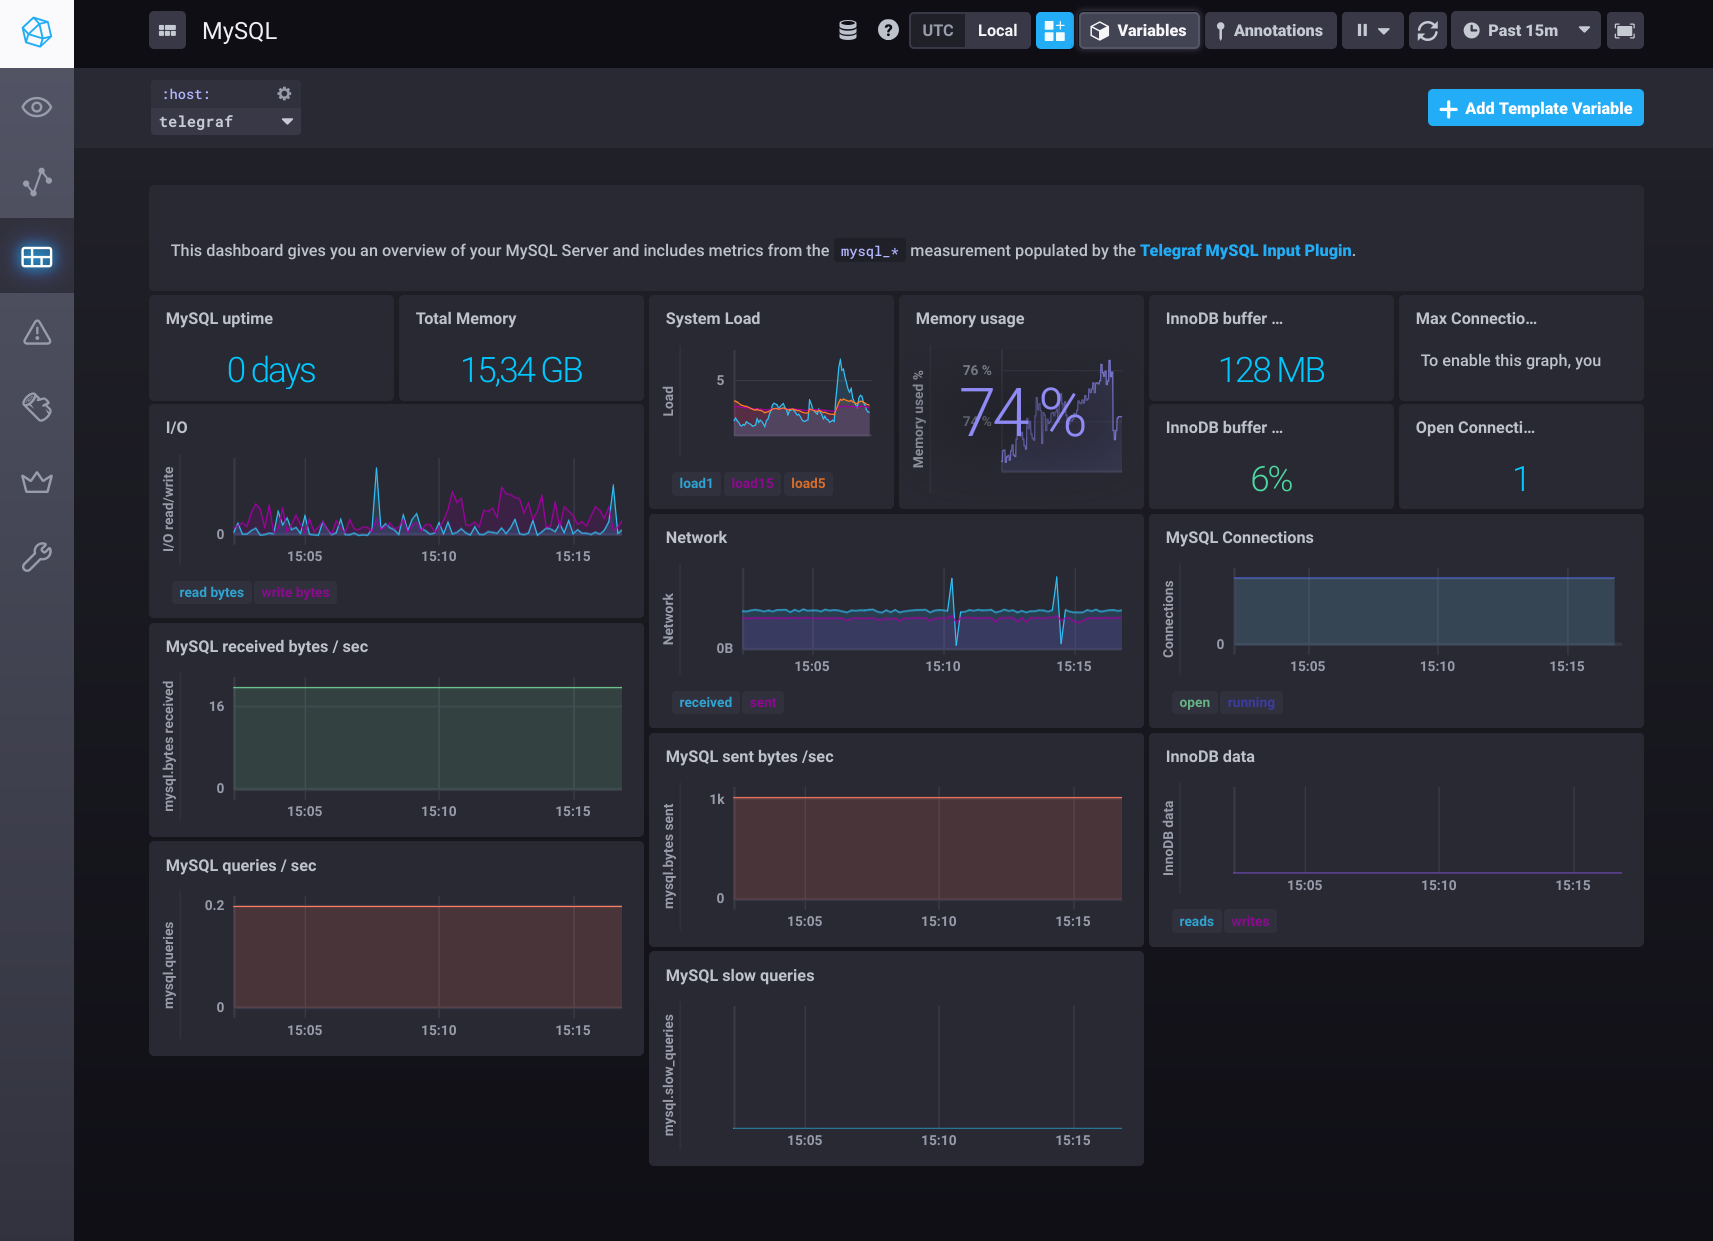 MySQL
UTC
Local
Variables
Annotations
Past 15m
:host:
telegraf
Add Template Variable
This dashboard gives you an overview of your MySQL Server and includes metrics from the mysql_* measurement populated by the Telegraf MySQL Input Plugin.
MySQL uptime
0 days
Total Memory
15,34 GB
System Load
Load
5
load1
load15
load5
Memory usage
Memory used %
76 %
74 %
74%
InnoDB buffer ...
128 MB
Max Connectio...
To enable this graph, you
InnoDB buffer ...
6%
Open Connecti...
1
I/O
I/O read/write
0
15:05
15:10
15:15
read bytes
write bytes
Network
Network
0B
15:05
15:10
15:15
received
sent
MySQL Connections
Connections
0
15:05
15:10
15:15
open
running
MySQL received bytes / sec
mysql.bytes received
16
0
15:05
15:10
15:15
MySQL sent bytes /sec
mysql.bytes sent
1k
0
15:05
15:10
15:15
InnoDB data
InnoDB data
15:05
15:10
15:15
reads
writes
MySQL queries / sec
mysql.queries
0.2
0
15:05
15:10
15:15
MySQL slow queries
mysql.slow_queries
15:05
15:10
15:15